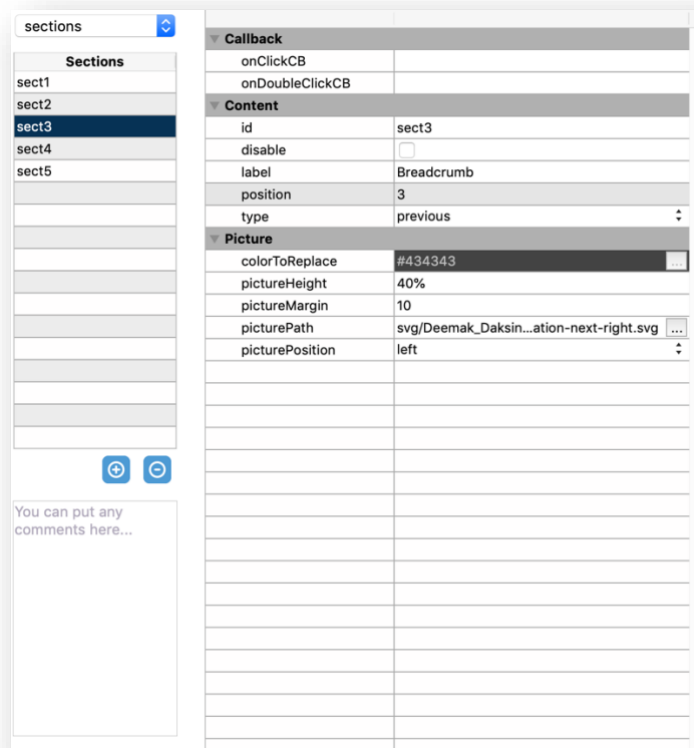 sections
Sections
sect1
sect2
sect3
sect4
sect5
You can put any
comments here...
Callback
onClickCB
onDoubleClickCB
Content
id sect3
disable
label Breadcrumb
position 3
type previous
Picture
colorToReplace #434343 ...
pictureHeight 40%
pictureMargin 10
picturePath svg/Deemak_Daksin...ation-next-right.svg ...
picturePosition left